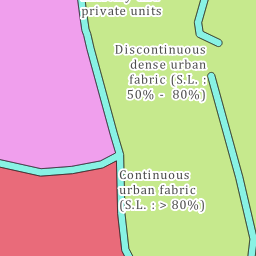 private units
Discontinuous
dense urban
fabric (S.L. :
50% - 80%)
Continuous
urban fabric
(S.L. : > 80%)